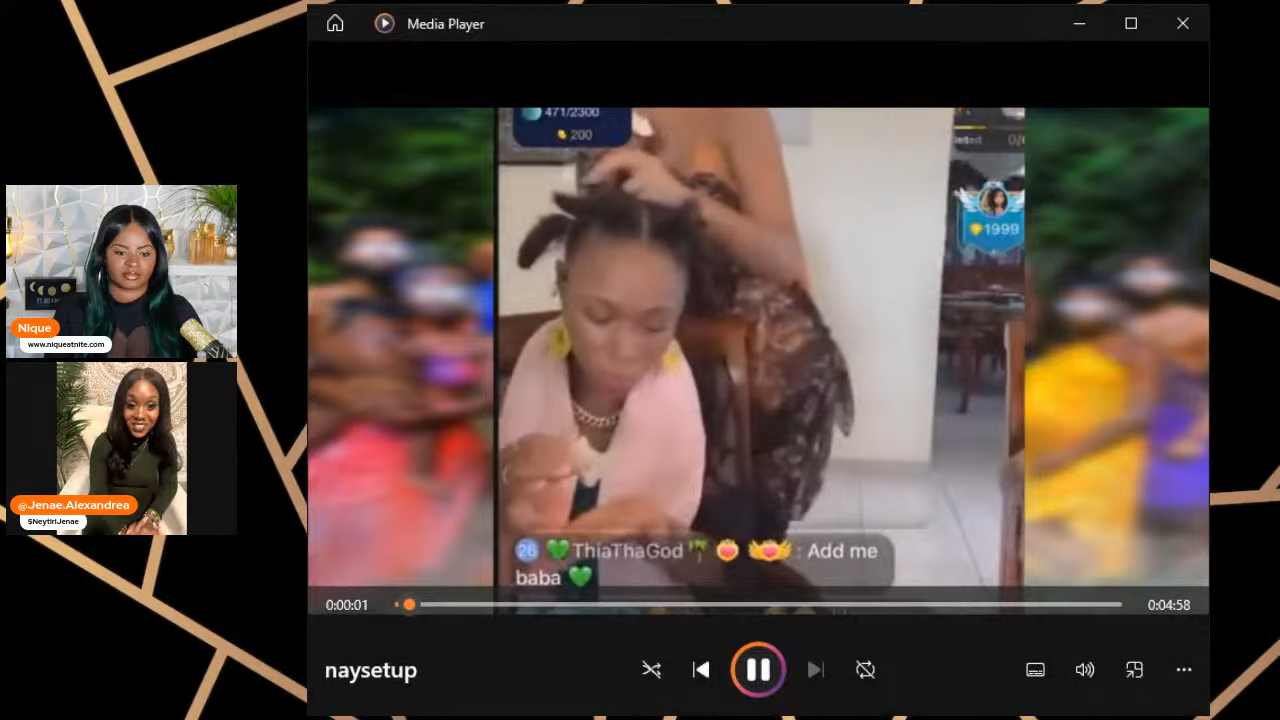 Media Player
471/2300
200
1999
Nique
www.niqueatnite.com
@Jenae.Alexandrea
$NeytiriJenae
26 💚ThiaThaGod🌴 : Add me
baba 💚
0:00:01
0:04:58
naysetup